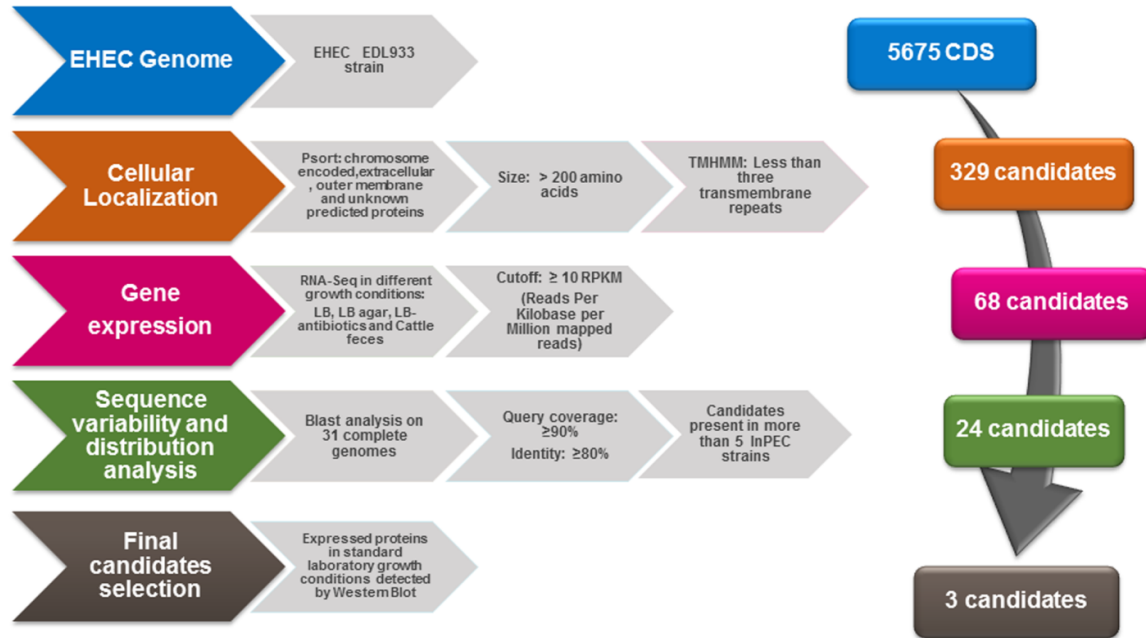 EHEC Genome
EHEC EDL933
strain
5675 CDS
Cellular
Localization
Psort: chromosome
encoded,extracellular
, outer membrane
and unknown
predicted proteins
Size: > 200 amino
acids
TMHMM: Less than
three
transmembrane
repeats
329 candidates
Gene
expression
RNA-Seq in different
growth conditions:
LB, LB agar, LB-
antibiotics and Cattle
feces
Cutoff: ≥ 10 RPKM
(Reads Per
Kilobase per
Million mapped
reads)
68 candidates
Sequence
variability and
distribution
analysis
Blast analysis on
31 complete
genomes
Query coverage:
≥90%
Identity: ≥80%
Candidates
present in more
than 5 InPEC
strains
24 candidates
Final
candidates
selection
Expressed proteins
in standard
laboratory growth
conditions detected
by Western Blot
3 candidates